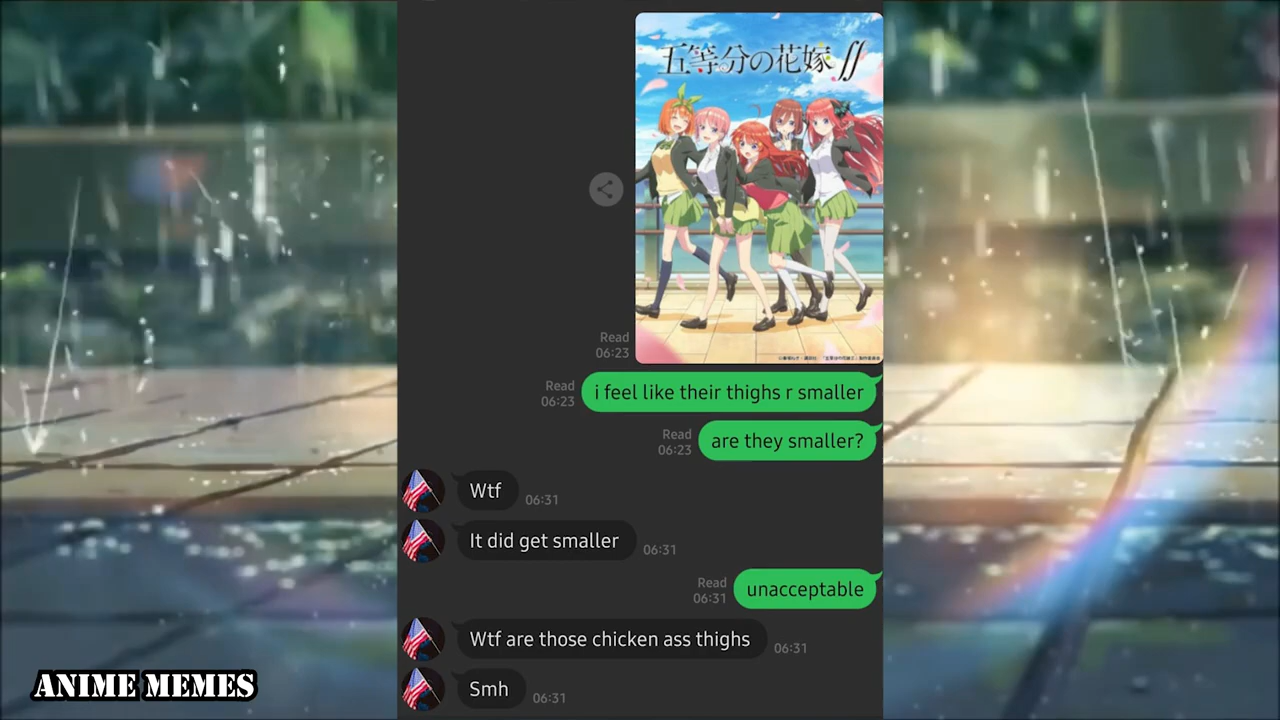 五等分の花嫁∬
Read
06:23
Read
06:23
i feel like their thighs r smaller
Read
06:23
are they smaller?
Wtf
06:31
It did get smaller
06:31
Read
06:31
unacceptable
Wtf are those chicken ass thighs
06:31
Smh
06:31
ANIME MEMES